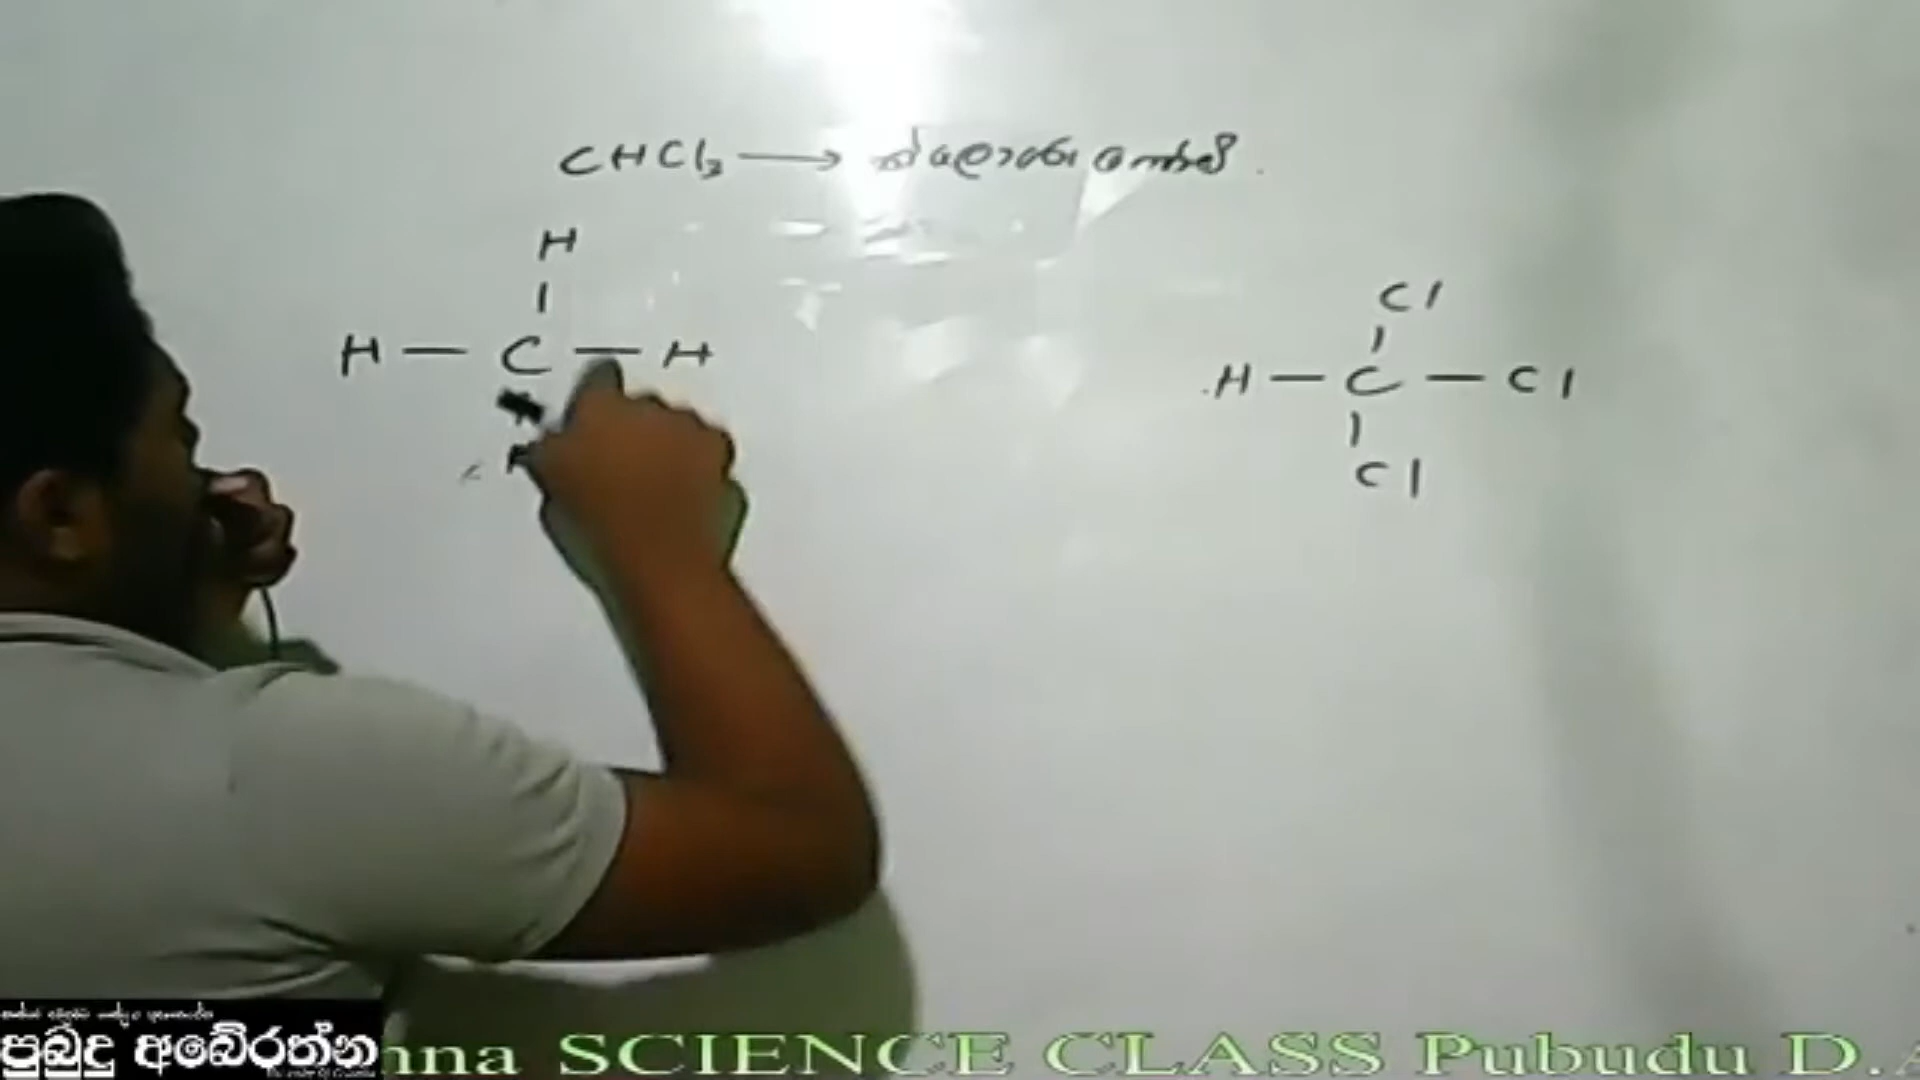 CHCl₃ → ක්ලොරොෆෝම්
H
|
H — C — H
Cl
|
H — C — Cl
|
Cl
පුබුදු අබේරත්න
nna SCIENCE CLASS Pubudu D.A